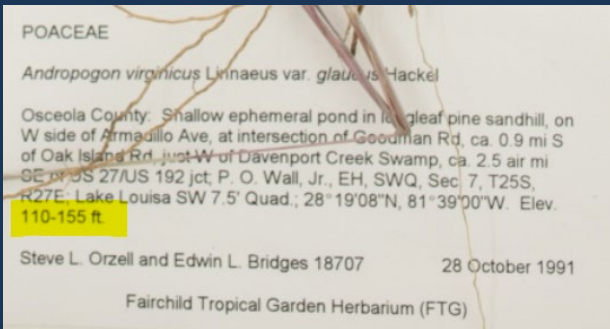 POACEAE
Andropogon virginicus Linnaeus var. glaucus Hackel
Osceola County: Shallow ephemeral pond in longleaf pine sandhill, on
W side of Armadillo Ave, at intersection of Goodman Rd, ca. 0.9 mi S
of Oak Island Rd, just W of Davenport Creek Swamp, ca. 2.5 air mi
SE of US 27/US 192 jct; P. O. Wall, Jr., EH, SWQ, Sec. 7, T25S,
R27E; Lake Louisa SW 7.5' Quad.; 28°19'08"N, 81°39'00"W. Elev.
110-155 ft.
Steve L. Orzell and Edwin L. Bridges 18707 28 October 1991
Fairchild Tropical Garden Herbarium (FTG)